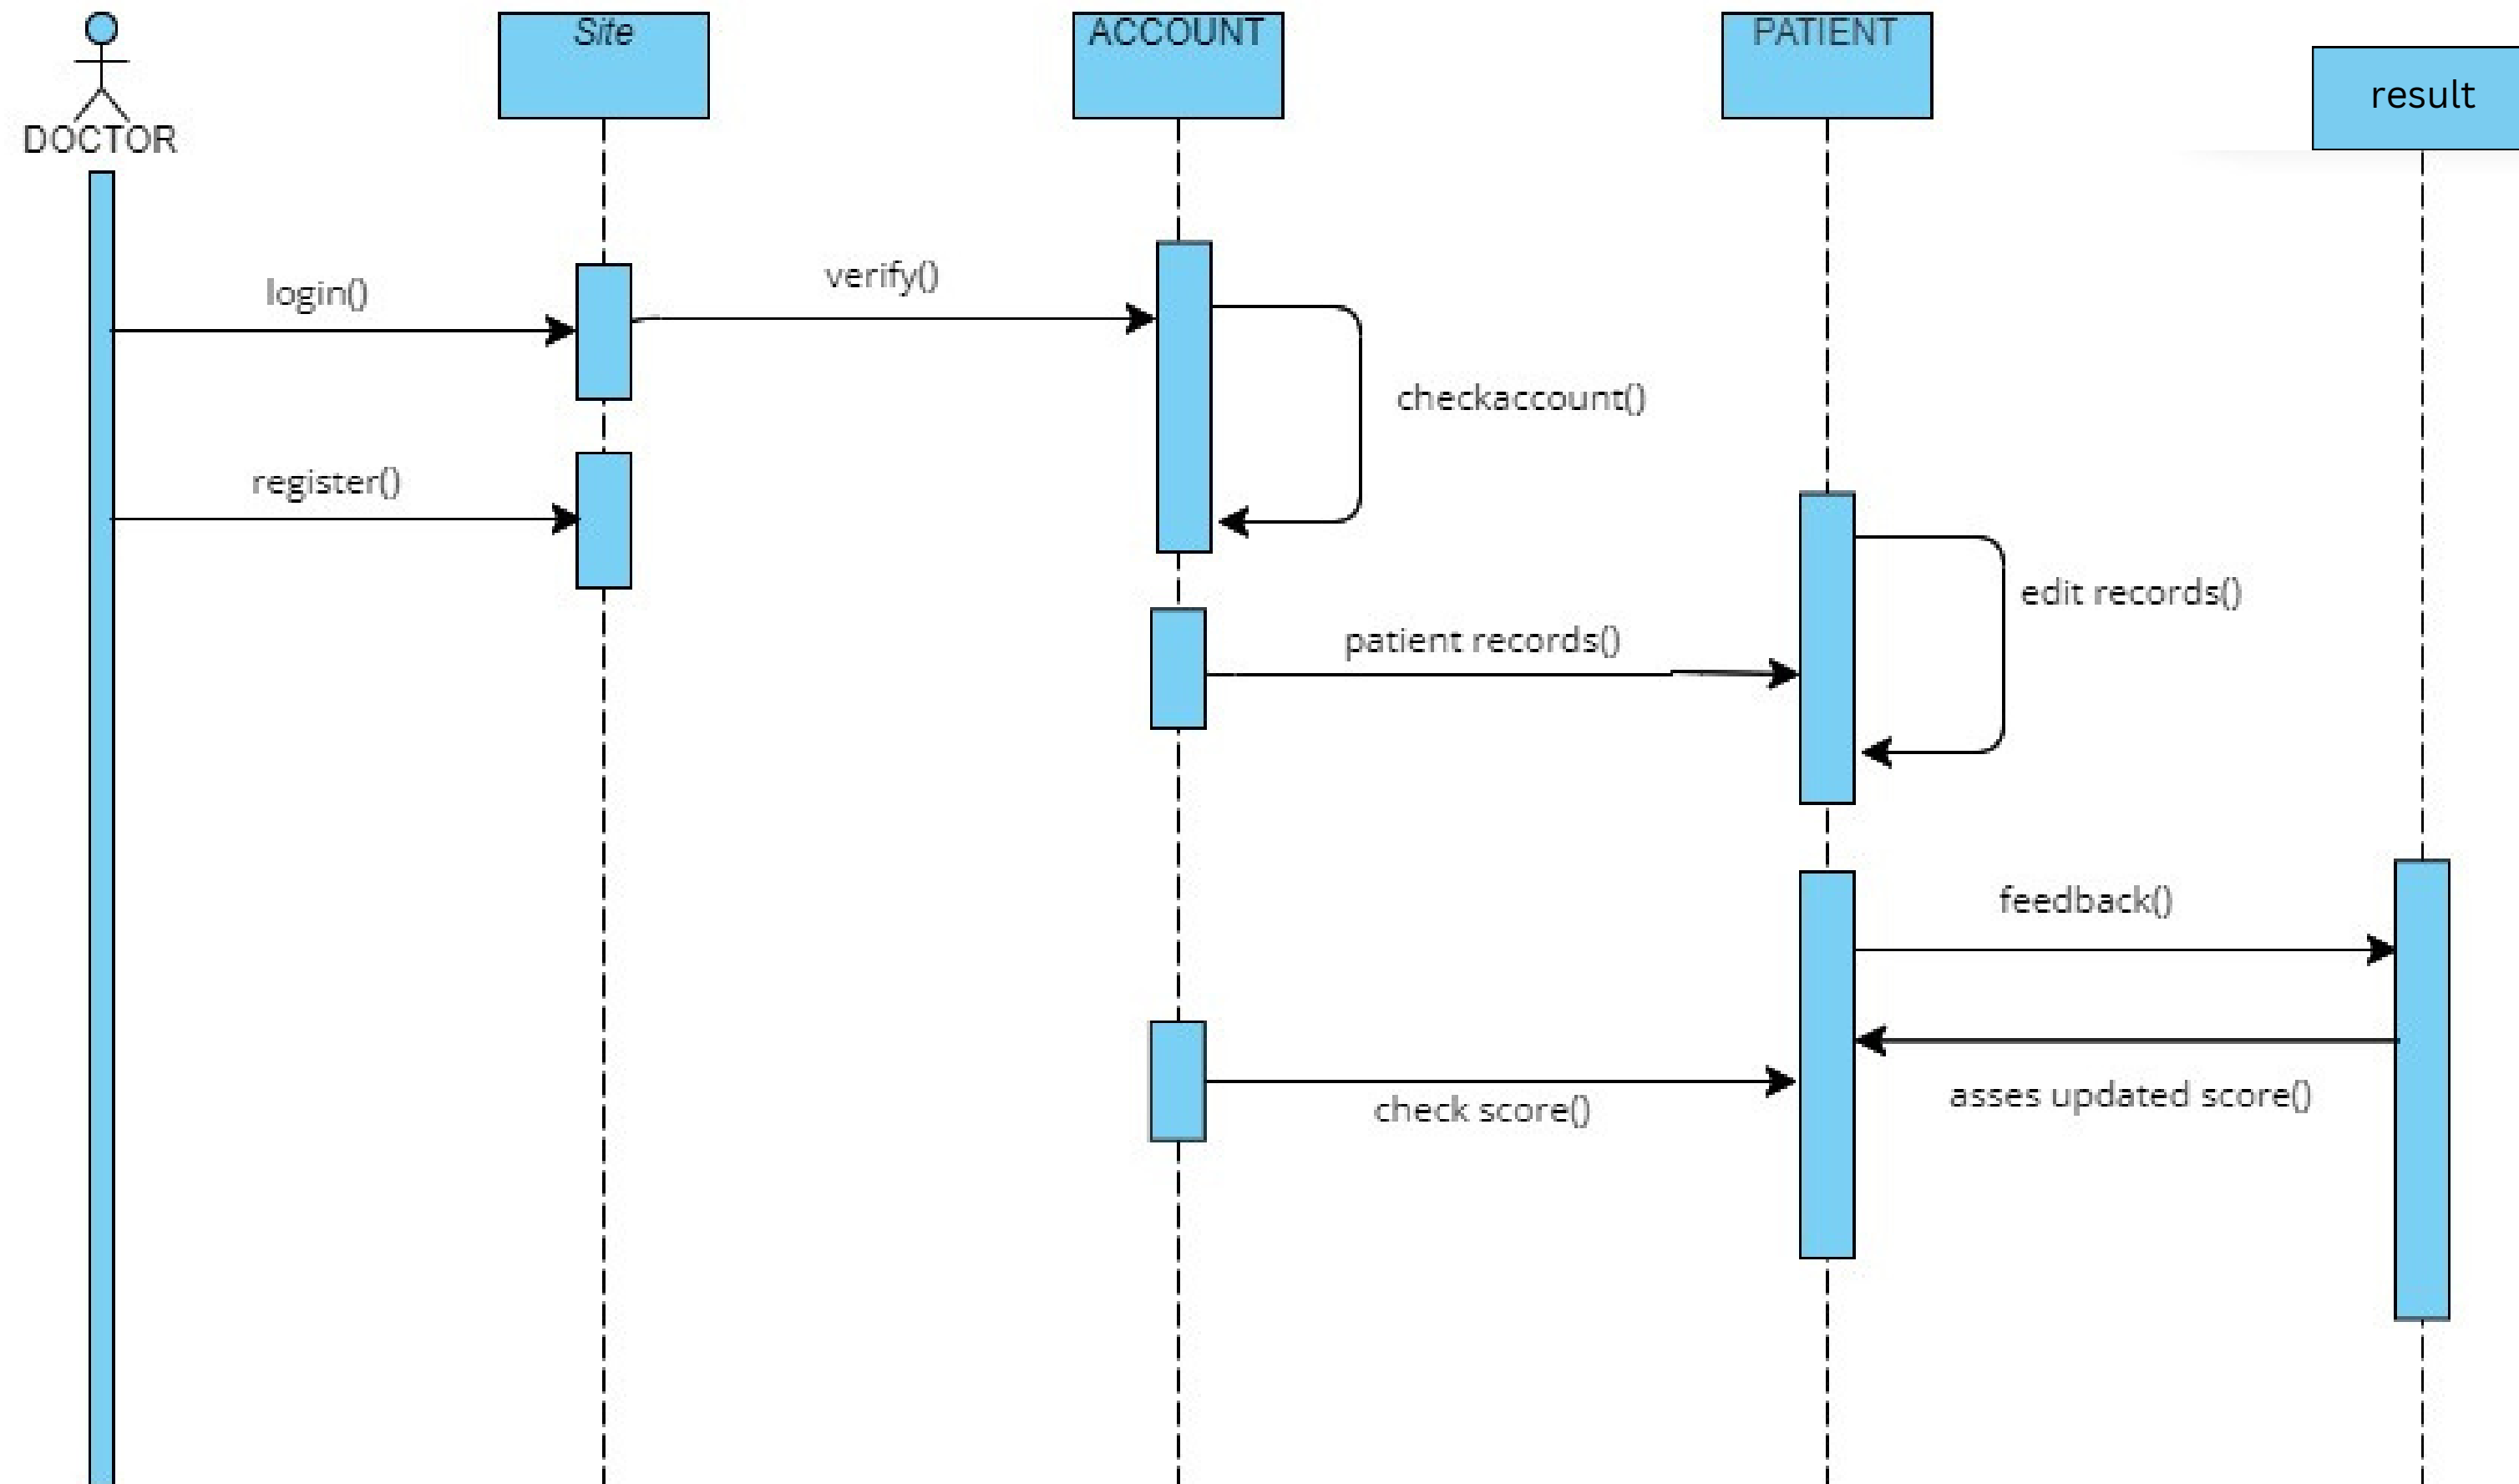 DOCTOR
Site
ACCOUNT
PATIENT
result
login()
verify()
checkaccount()
register()
edit records()
patient records()
feedback()
asses updated score()
check score()